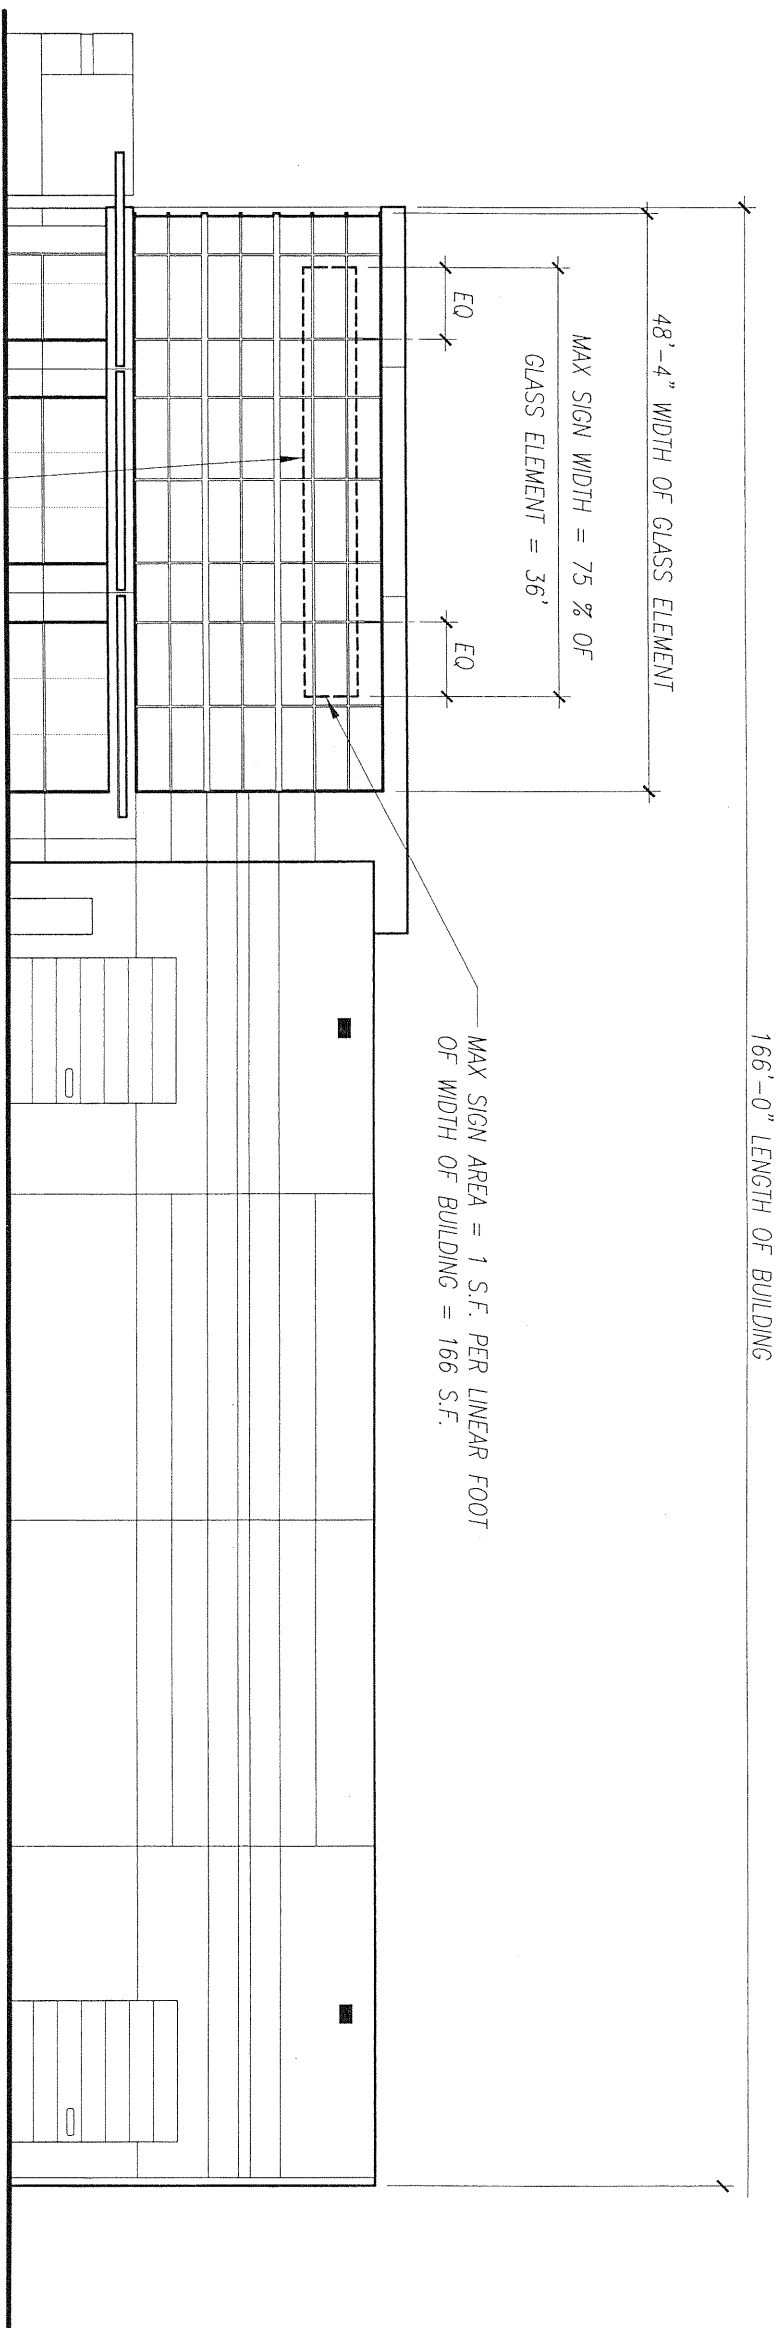 166'-0" LENGTH OF BUILDING
48'-4" WIDTH OF GLASS ELEMENT
MAX SIGN WIDTH = 75 % OF
GLASS ELEMENT = 36'
EQ
EQ
MAX SIGN AREA = 1 S.F. PER LINEAR FOOT
OF WIDTH OF BUILDING = 166 S.F.